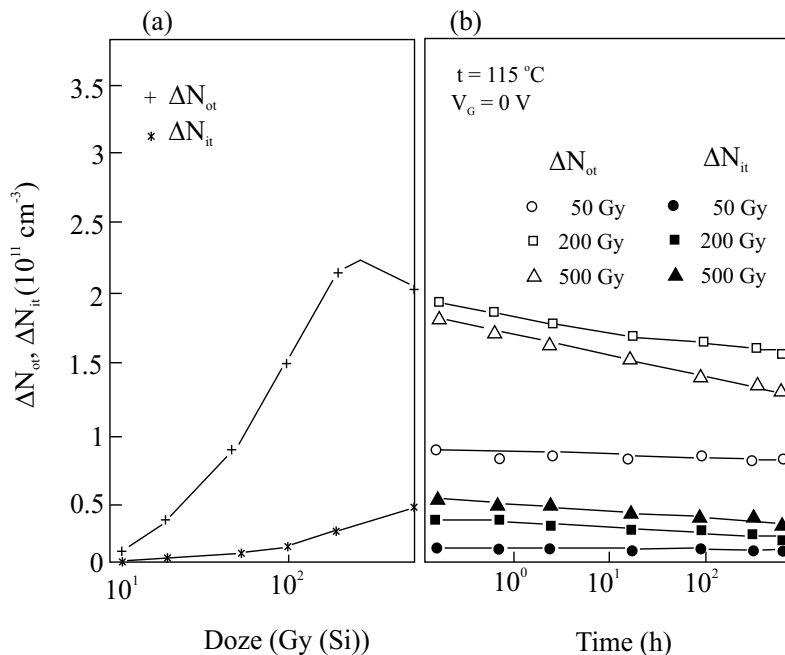 (a)
(b)
3.5
3
2.5
2
1.5
1
0.5
0
ΔN_ot, ΔN_it (10^11 cm^-3)
+ ΔN_ot
* ΔN_it
10^1
10^2
Doze (Gy (Si))
t = 115 °C
V_G = 0 V
ΔN_ot
50 Gy
200 Gy
500 Gy
ΔN_it
50 Gy
200 Gy
500 Gy
10^0
10^1
10^2
Time (h)